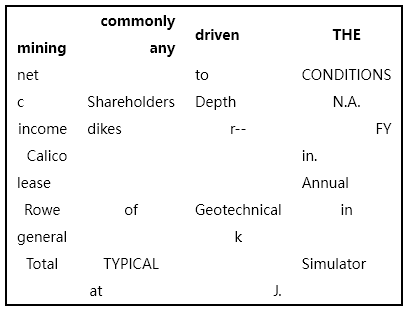 commonly
driven THE
mining any
net to CONDITIONS
c Shareholders Depth N.A.
income dikes r-- FY
Calico in.
lease Annual
Rowe of Geotechnical in
general k
Total TYPICAL Simulator
at J.